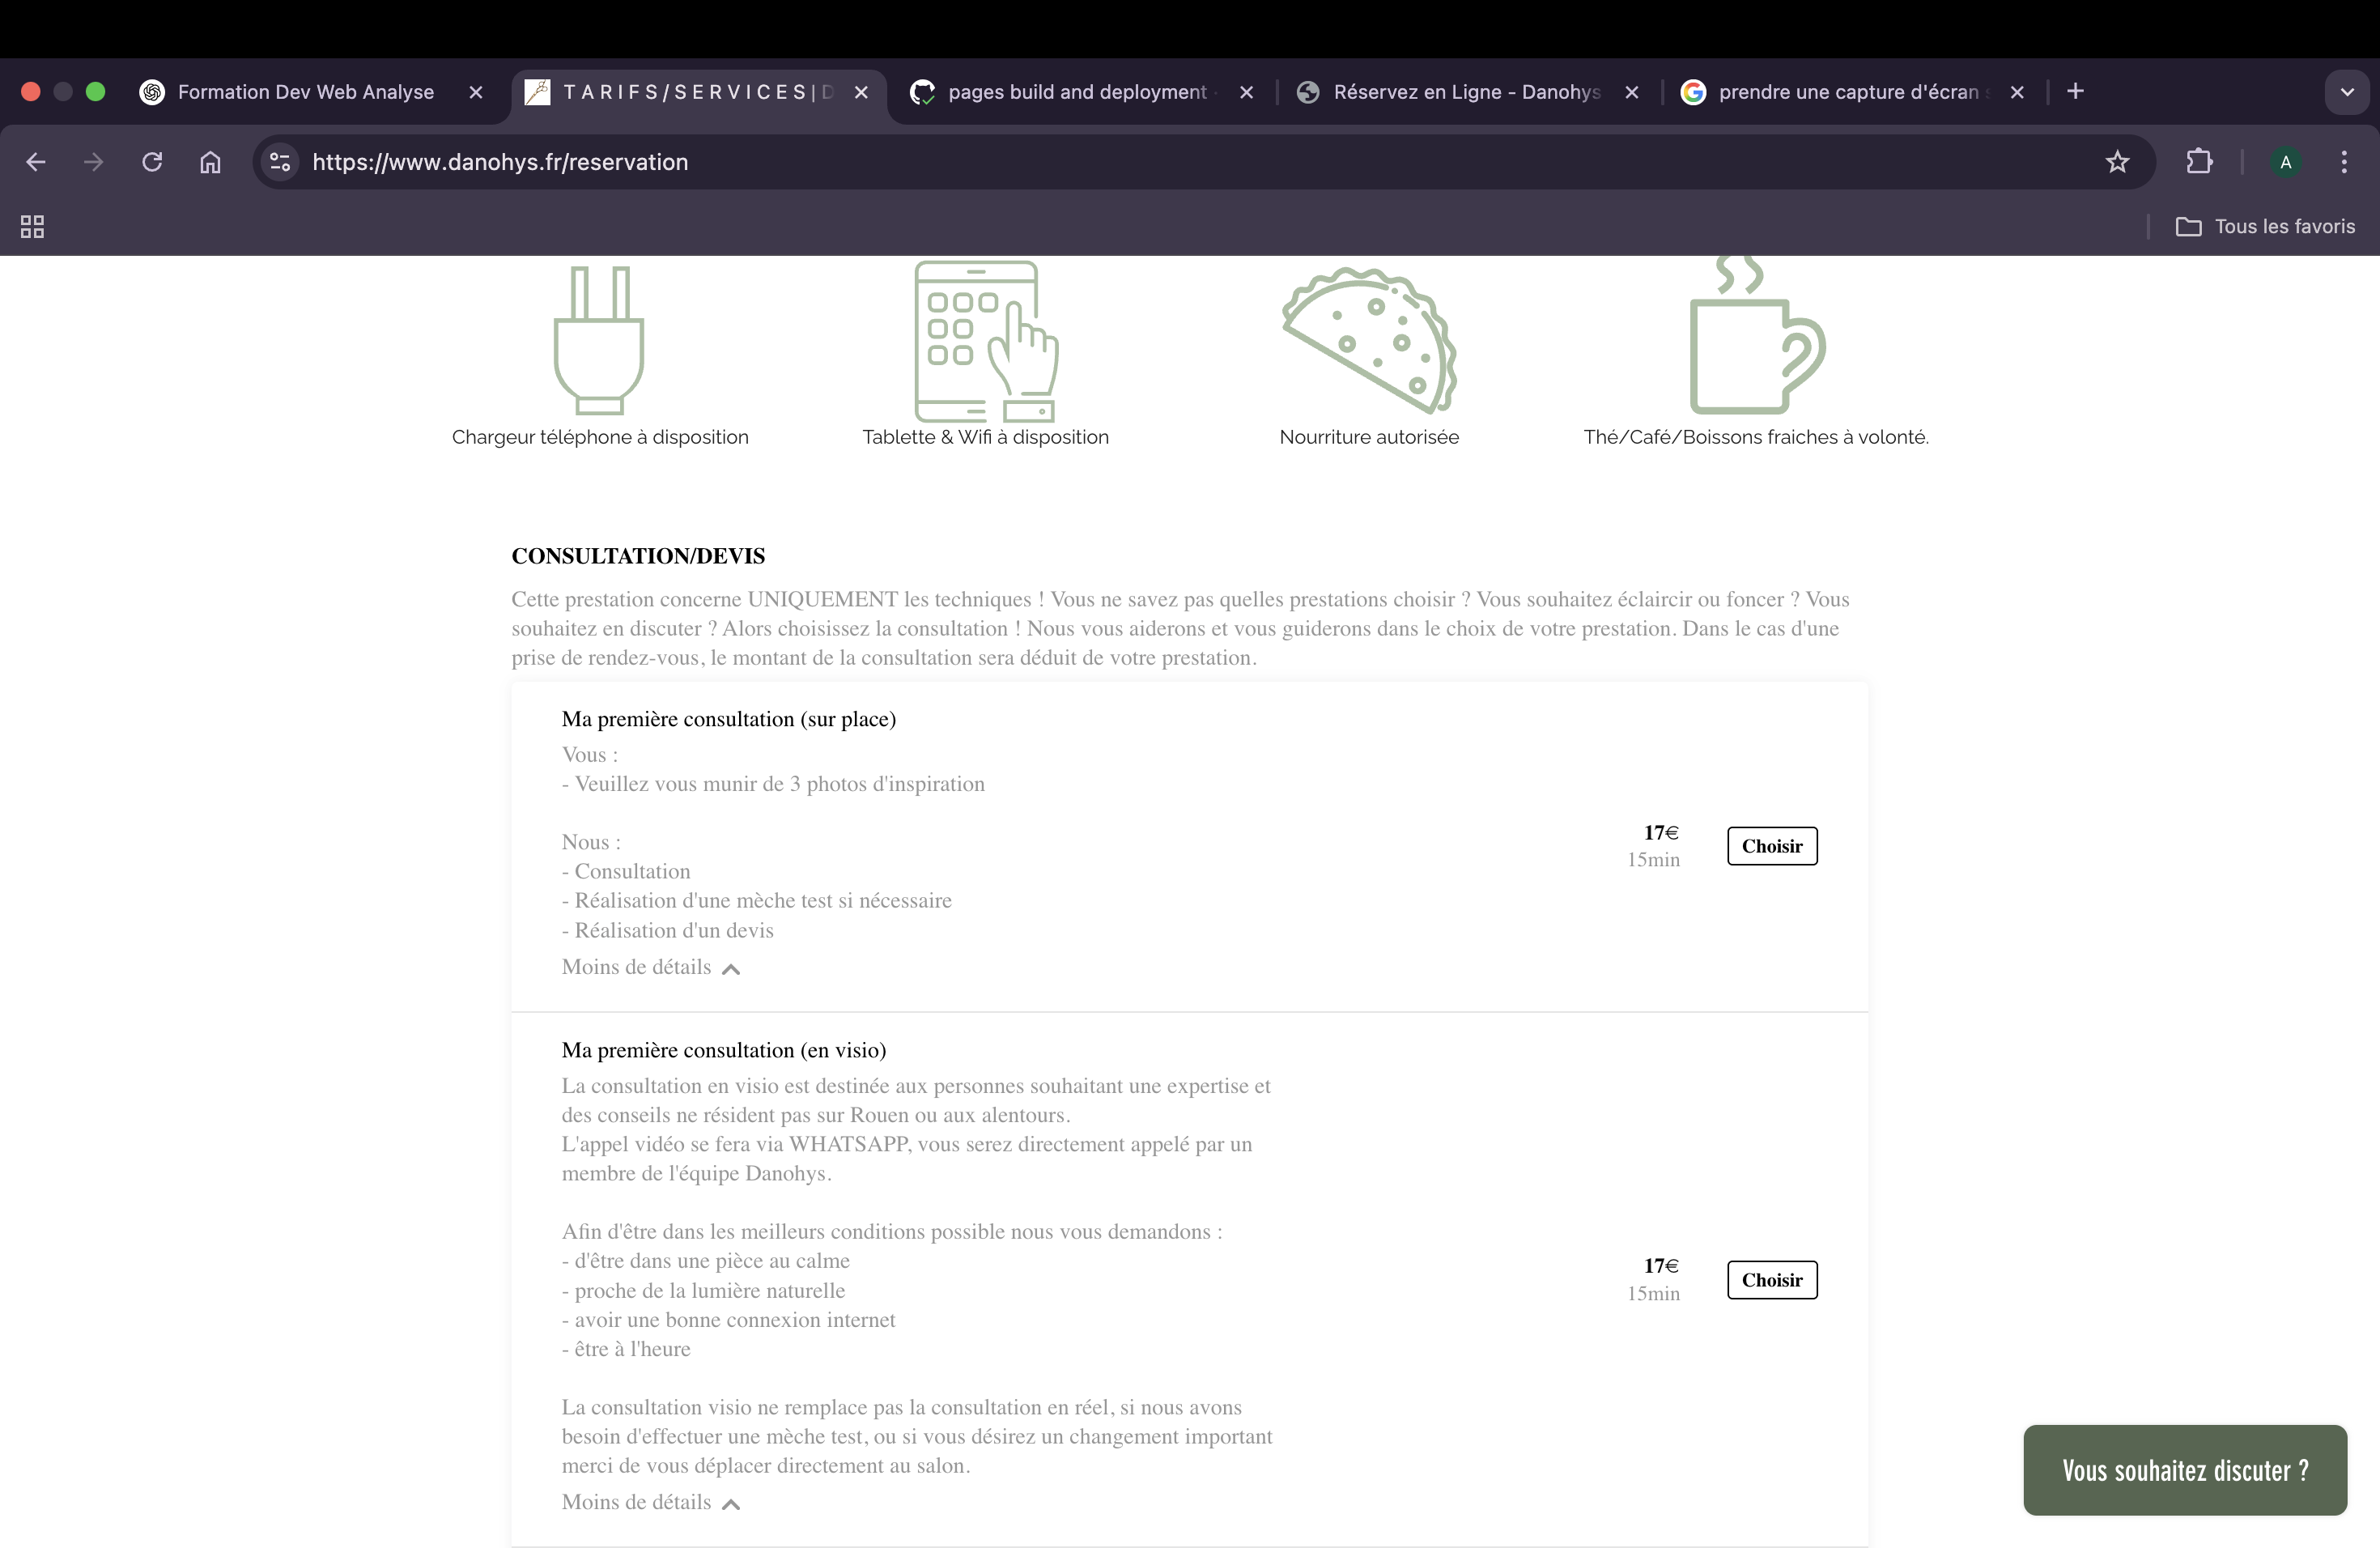 Formation Dev Web Analyse
TARIFS/SERVICES|D
pages build and deployment ·
Réservez en Ligne - Danohys
prendre une capture d'écran s
https://www.danohys.fr/reservation
A
Tous les favoris
Chargeur téléphone à disposition
Tablette & Wifi à disposition
Nourriture autorisée
Thé/Café/Boissons fraiches à volonté.
CONSULTATION/DEVIS
Cette prestation concerne UNIQUEMENT les techniques ! Vous ne savez pas quelles prestations choisir ? Vous souhaitez éclaircir ou foncer ? Vous
souhaitez en discuter ? Alors choisissez la consultation ! Nous vous aiderons et vous guiderons dans le choix de votre prestation. Dans le cas d'une
prise de rendez-vous, le montant de la consultation sera déduit de votre prestation.
Ma première consultation (sur place)
Vous :
- Veuillez vous munir de 3 photos d'inspiration
Nous :
- Consultation
- Réalisation d'une mèche test si nécessaire
- Réalisation d'un devis
Moins de détails
17€
15min
Choisir
Ma première consultation (en visio)
La consultation en visio est destinée aux personnes souhaitant une expertise et
des conseils ne résident pas sur Rouen ou aux alentours.
L'appel vidéo se fera via WHATSAPP, vous serez directement appelé par un
membre de l'équipe Danohys.
Afin d'être dans les meilleurs conditions possible nous vous demandons :
- d'être dans une pièce au calme
- proche de la lumière naturelle
- avoir une bonne connexion internet
- être à l'heure
La consultation visio ne remplace pas la consultation en réel, si nous avons
besoin d'effectuer une mèche test, ou si vous désirez un changement important
merci de vous déplacer directement au salon.
Moins de détails
17€
15min
Choisir
Vous souhaitez discuter ?